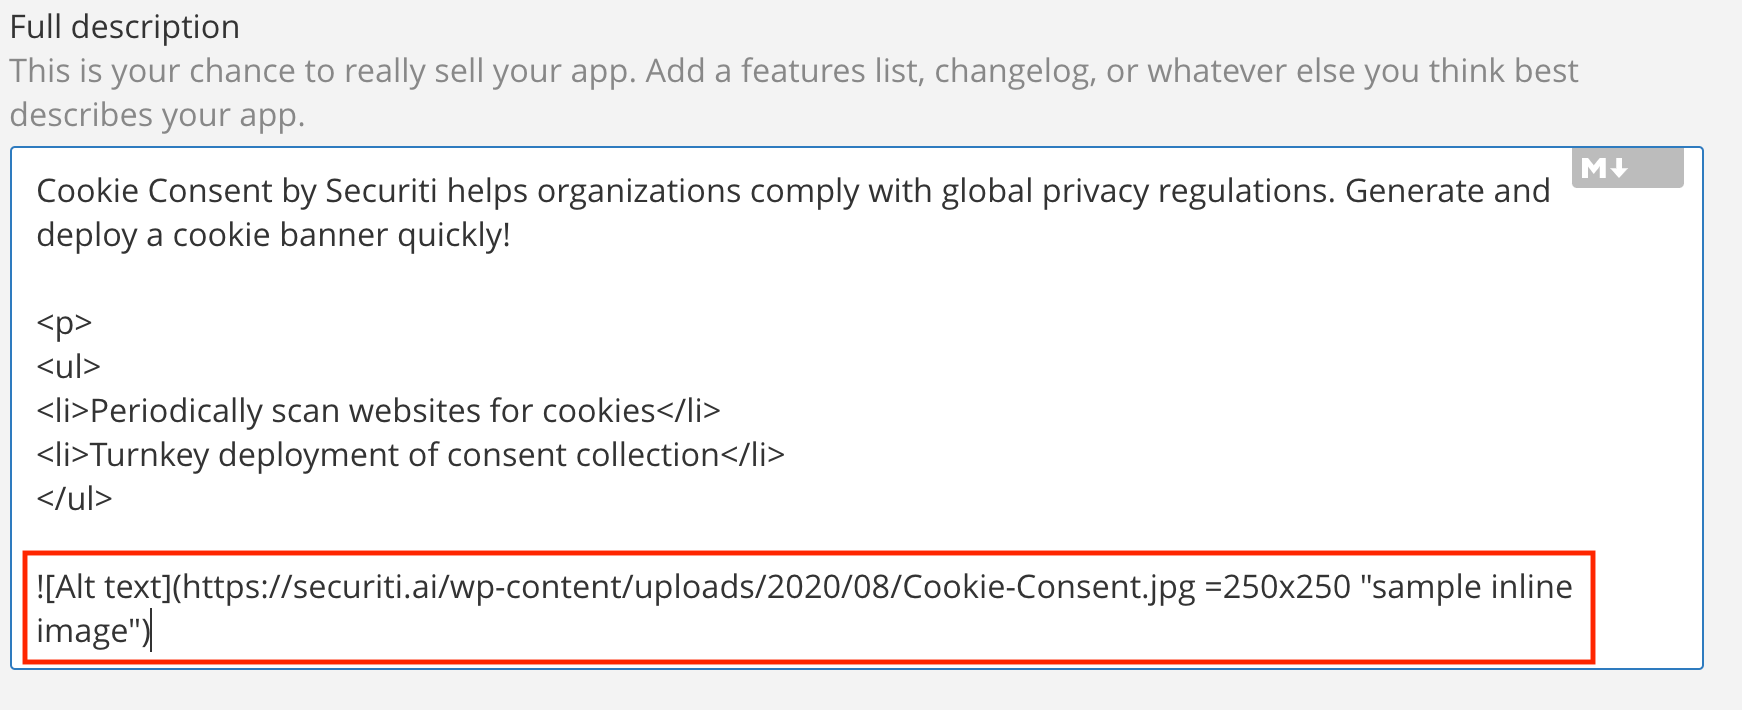 Full description
This is your chance to really sell your app. Add a features list, changelog, or whatever else you think best
describes your app.
M
Cookie Consent by Securiti helps organizations comply with global privacy regulations. Generate and
deploy a cookie banner quickly!
<p>
<ul>
<li>Periodically scan websites for cookies</li>
<li>Turnkey deployment of consent collection</li>
</ul>
![Alt text](https://securiti.ai/wp-content/uploads/2020/08/Cookie-Consent.jpg =250x250 "sample inline
image")